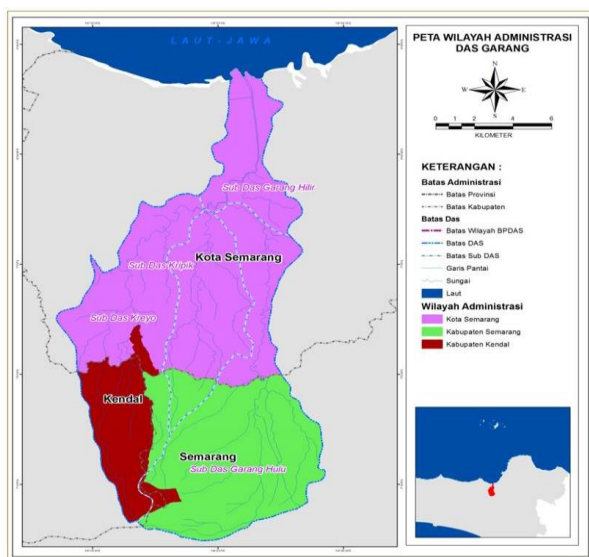 LAUT-JAWA
Sub Das Garang Hilir
Sub Das Kripik
Kota Semarang
Sub Das Kreyo
Kendal
Semarang
Sub Das Garang Hulu
PETA WILAYAH ADMINISTRASI
DAS GARANG
N
W
E
S
0 1 2 4 6
KILOMETER
KETERANGAN :
Batas Administrasi
Batas Provinsi
Batas Kabupaten
Batas Das
Batas Wilayah BPDAS
Batas DAS
Batas Sub DAS
Garis Pantai
Sungai
Laut
Wilayah Administrasi
Kota Semarang
Kabupaten Semarang
Kabupaten Kendal